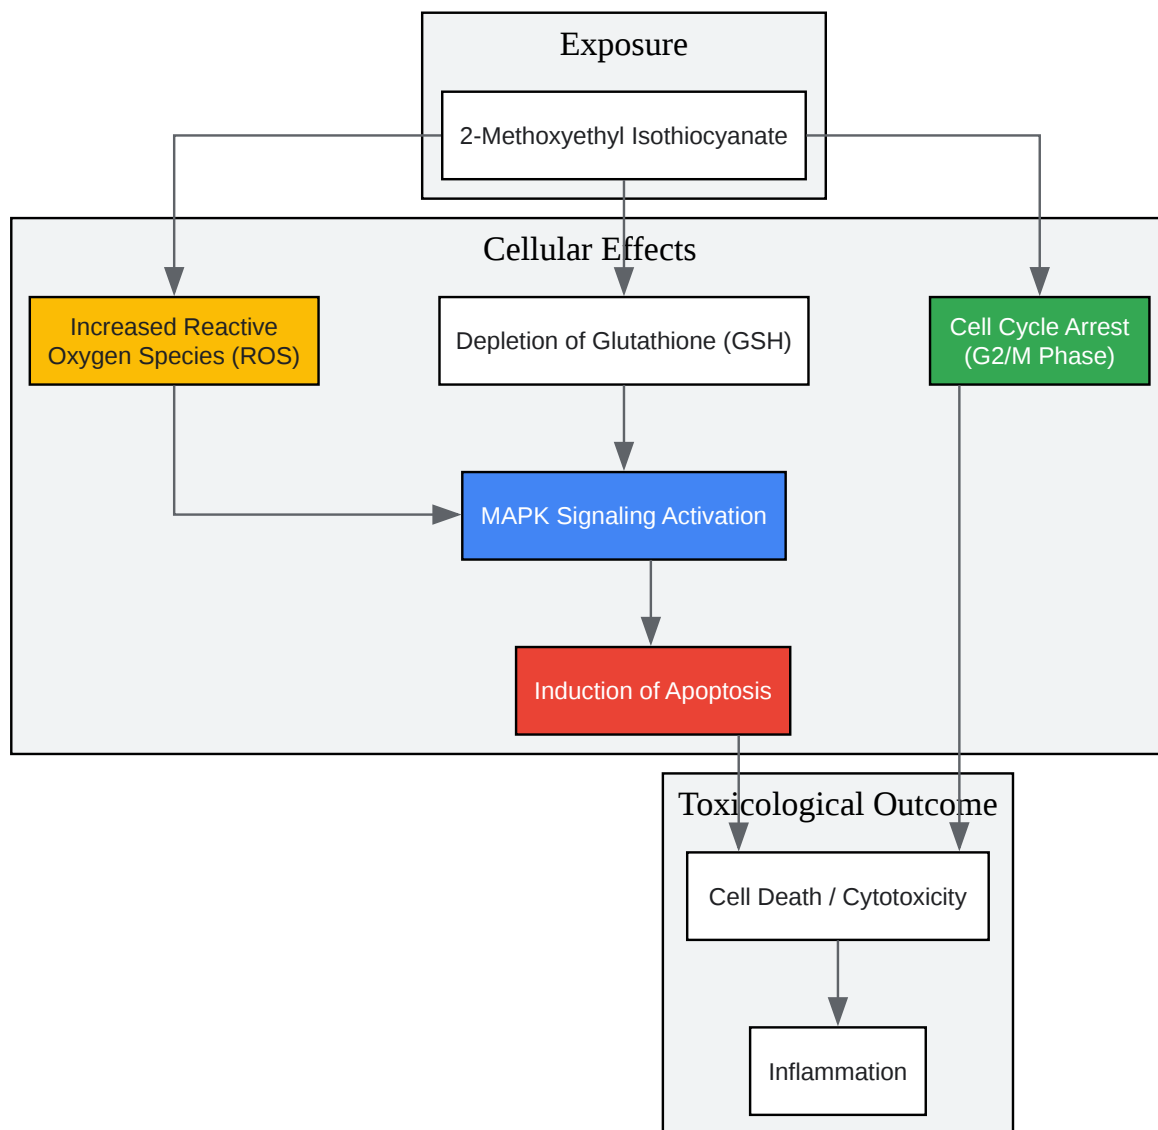 Exposure
2-Methoxyethyl Isothiocyanate
Cellular Effects
Increased Reactive
Oxygen Species (ROS)
Depletion of Glutathione (GSH)
Cell Cycle Arrest
(G2/M Phase)
MAPK Signaling Activation
Induction of Apoptosis
Toxicological Outcome
Cell Death / Cytotoxicity
Inflammation